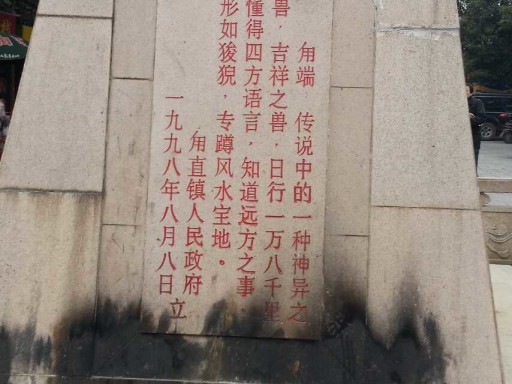 甪端 传说中的一种神异之
兽，吉祥之兽，日行一万八千里
懂得四方语言，知道远方之事，
形如狻猊，专蹲风水宝地。
甪直镇人民政府
一九九八年八月八日 立